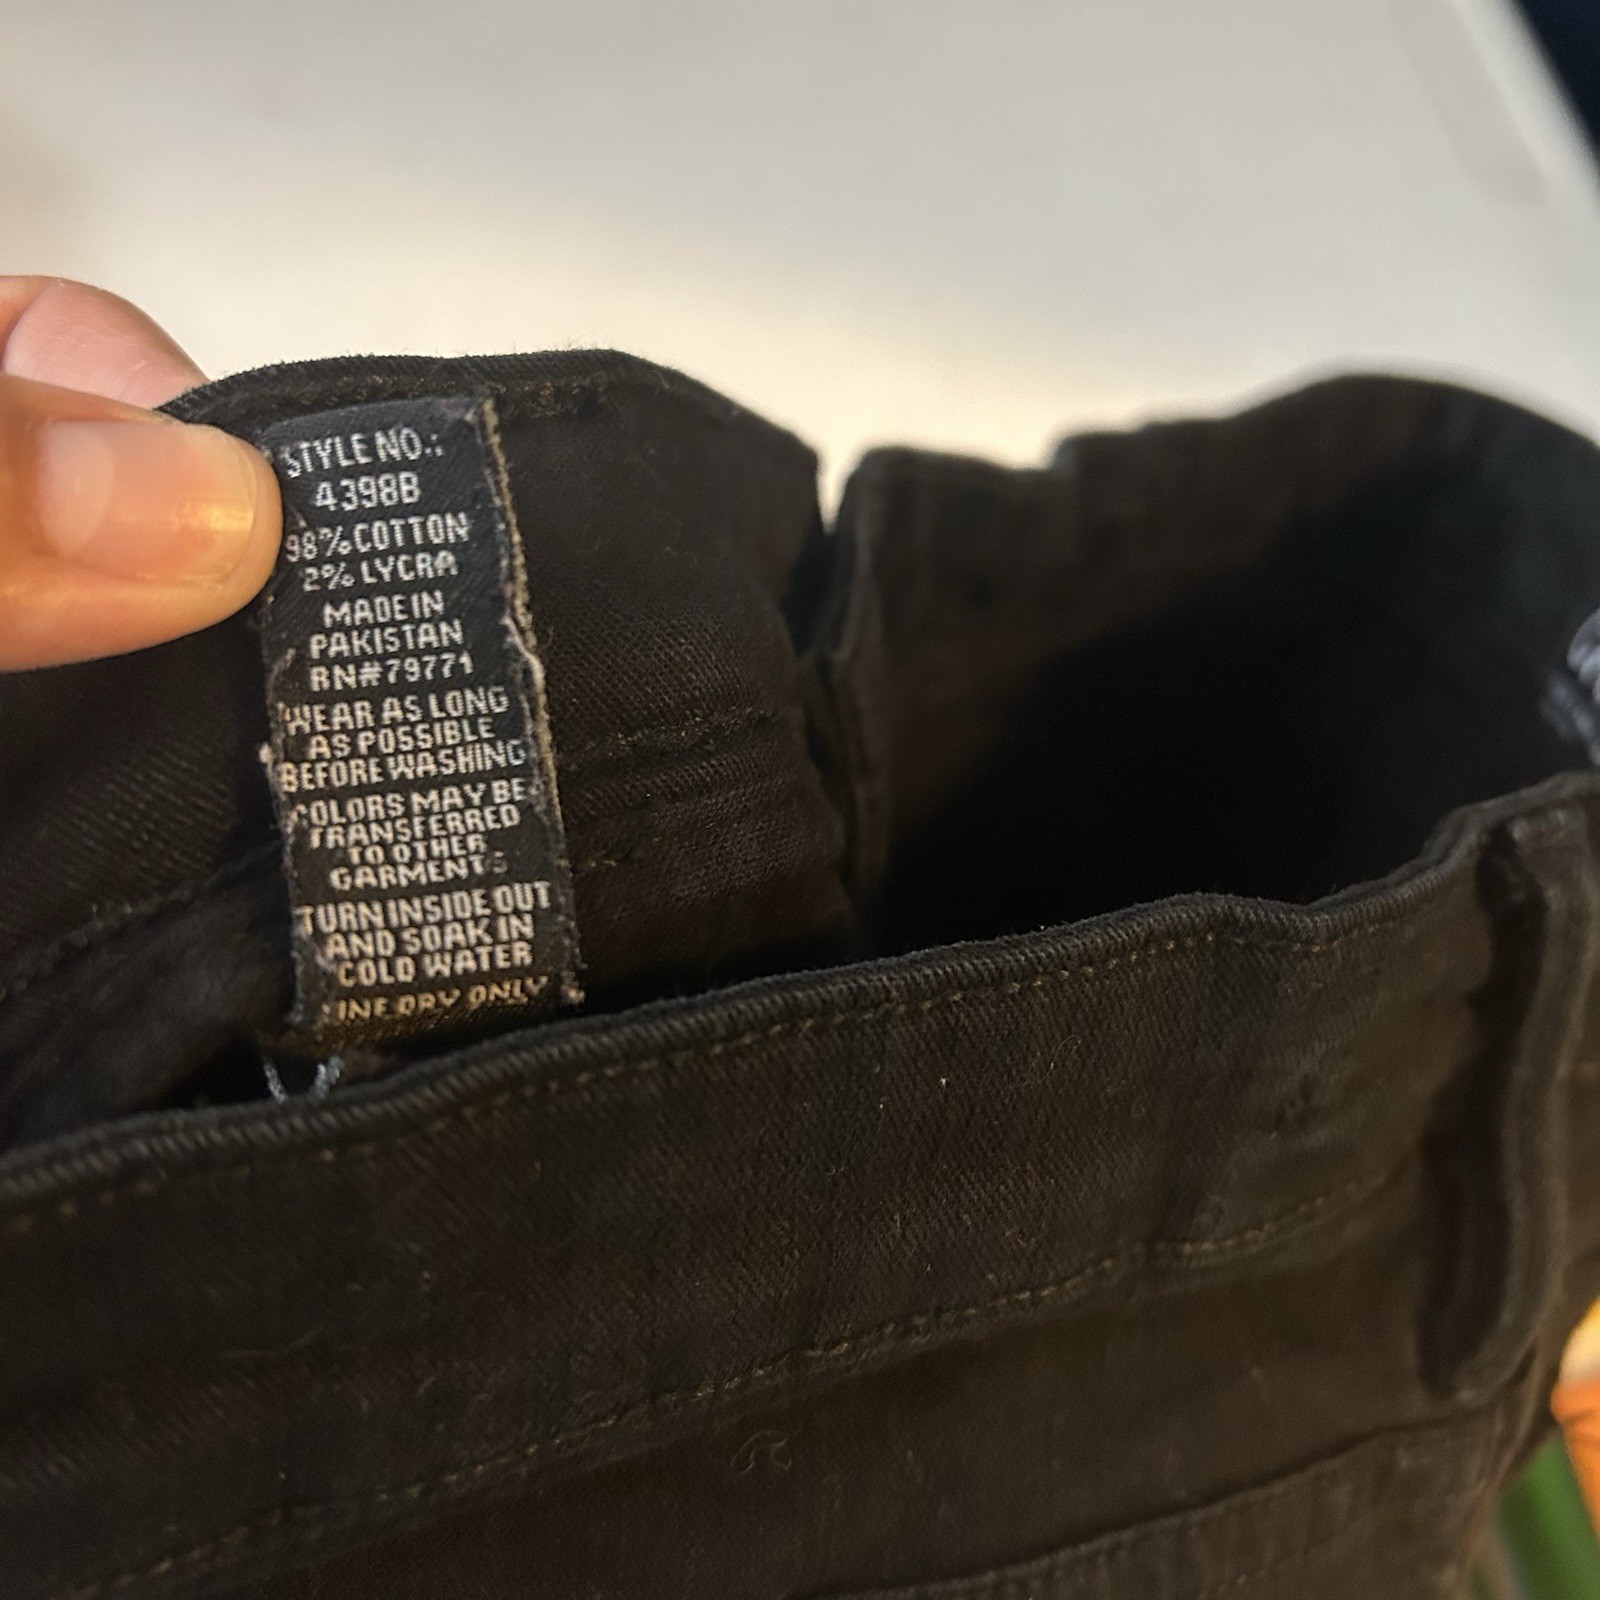 STYLE NO.:
4398B
98% COTTON
2% LYCRA
MADE IN
PAKISTAN
RN#79771
WEAR AS LONG
AS POSSIBLE
BEFORE WASHING
COLORS MAY BE
TRANSFERRED
TO OTHER
GARMENTS
TURN INSIDE OUT
AND SOAK IN
COLD WATER
LINE DRY ONLY